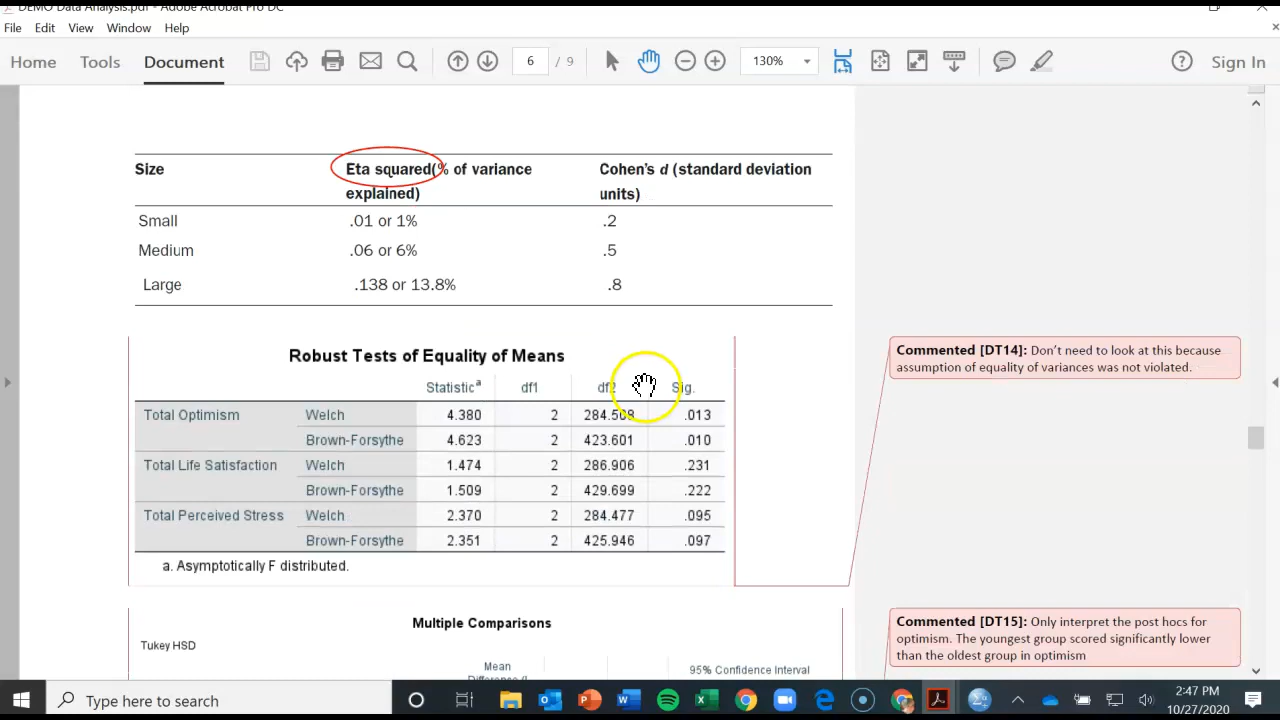 DEMO Data Analysis.pdf - Adobe Acrobat Pro DC
File Edit View Window Help
Home Tools Document 6 / 9 130% Sign In
Size Eta squared(% of variance explained) Cohen's d (standard deviation units)
Small .01 or 1% .2
Medium .06 or 6% .5
Large .138 or 13.8% .8
Robust Tests of Equality of Means
Statistic a df1 df2 Sig.
Total Optimism Welch 4.380 2 284.508 .013
Brown-Forsythe 4.623 2 423.601 .010
Total Life Satisfaction Welch 1.474 2 286.906 .231
Brown-Forsythe 1.509 2 429.699 .222
Total Perceived Stress Welch 2.370 2 284.477 .095
Brown-Forsythe 2.351 2 425.946 .097
a. Asymptotically F distributed.
Commented [DT14]: Don't need to look at this because
assumption of equality of variances was not violated.
Multiple Comparisons
Tukey HSD
Mean
95% Confidence Interval
Commented [DT15]: Only interpret the post hocs for
optimism. The youngest group scored significantly lower
than the oldest group in optimism
Type here to search
2:47 PM
10/27/2020